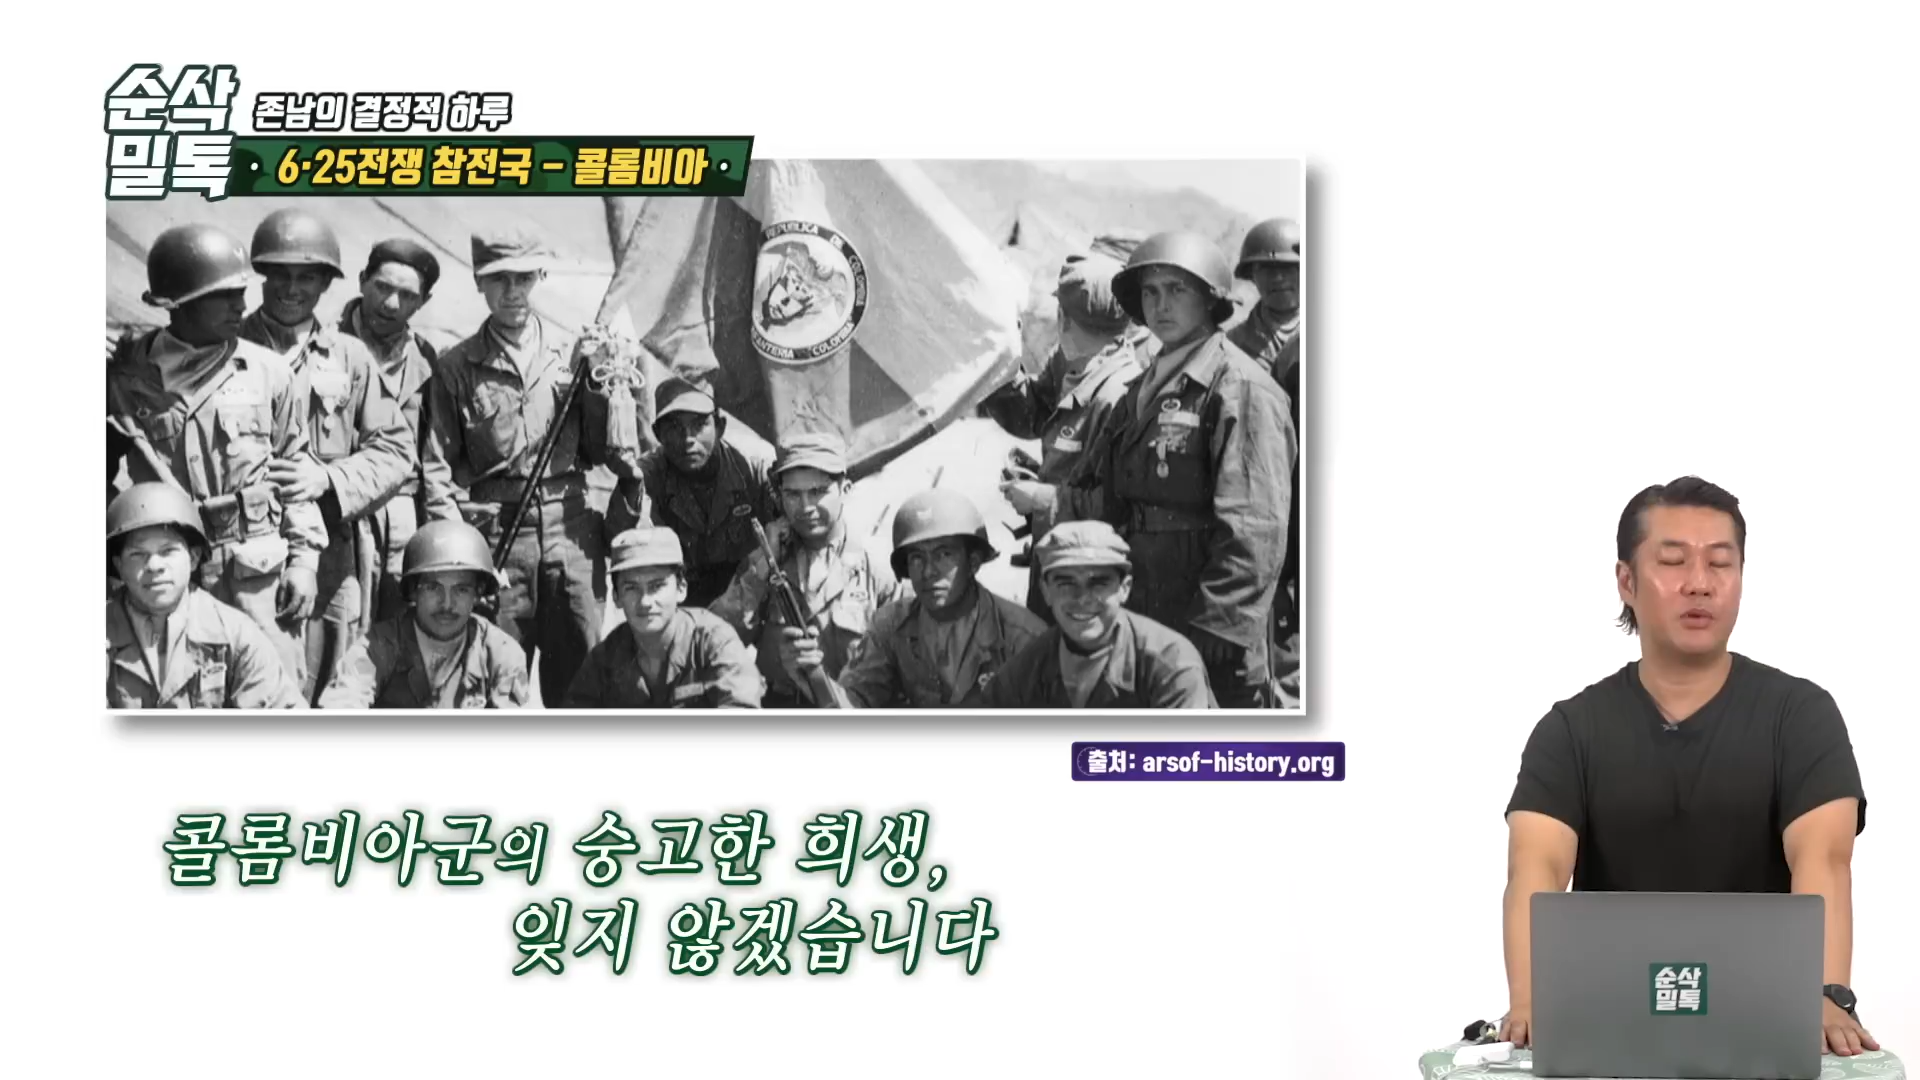 순삭
밀톡
존남의 결정적 하루
· 6·25전쟁 참전국 - 콜롬비아 ·
REPUBLICA DE COLOMBIA
COLOMBIA
출처: arsof-history.org
콜롬비아군의 숭고한 희생,
잊지 않겠습니다
순삭
밀톡